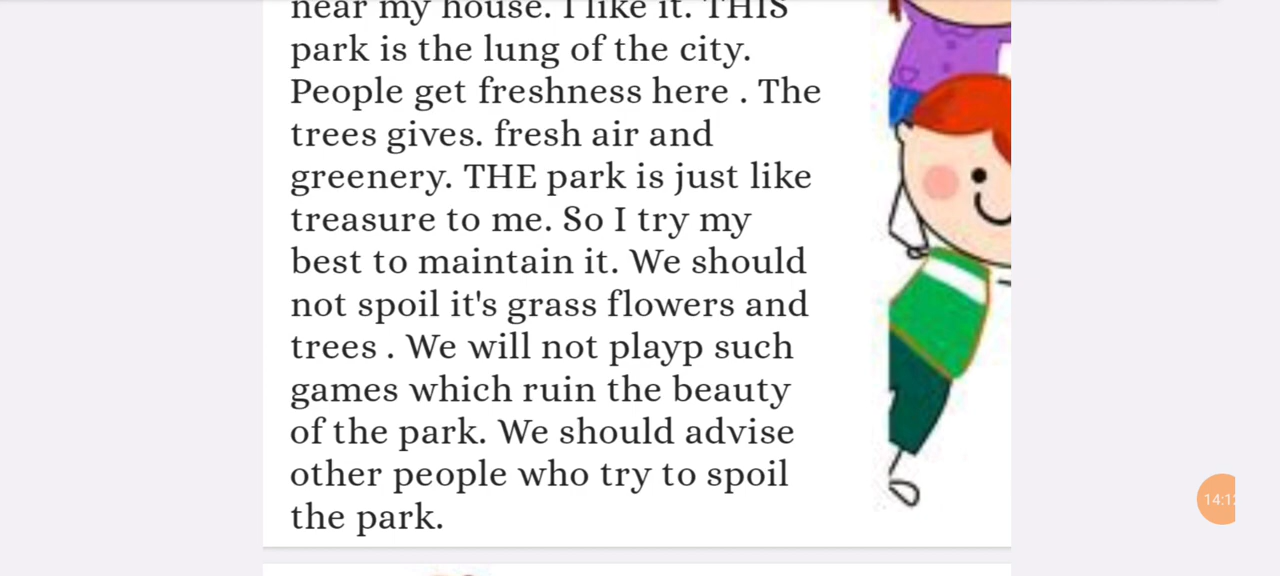 near my house. I like it. THIS
park is the lung of the city.
People get freshness here . The
trees gives. fresh air and
greenery. THE park is just like
treasure to me. So I try my
best to maintain it. We should
not spoil it's grass flowers and
trees . We will not playp such
games which ruin the beauty
of the park. We should advise
other people who try to spoil
the park.